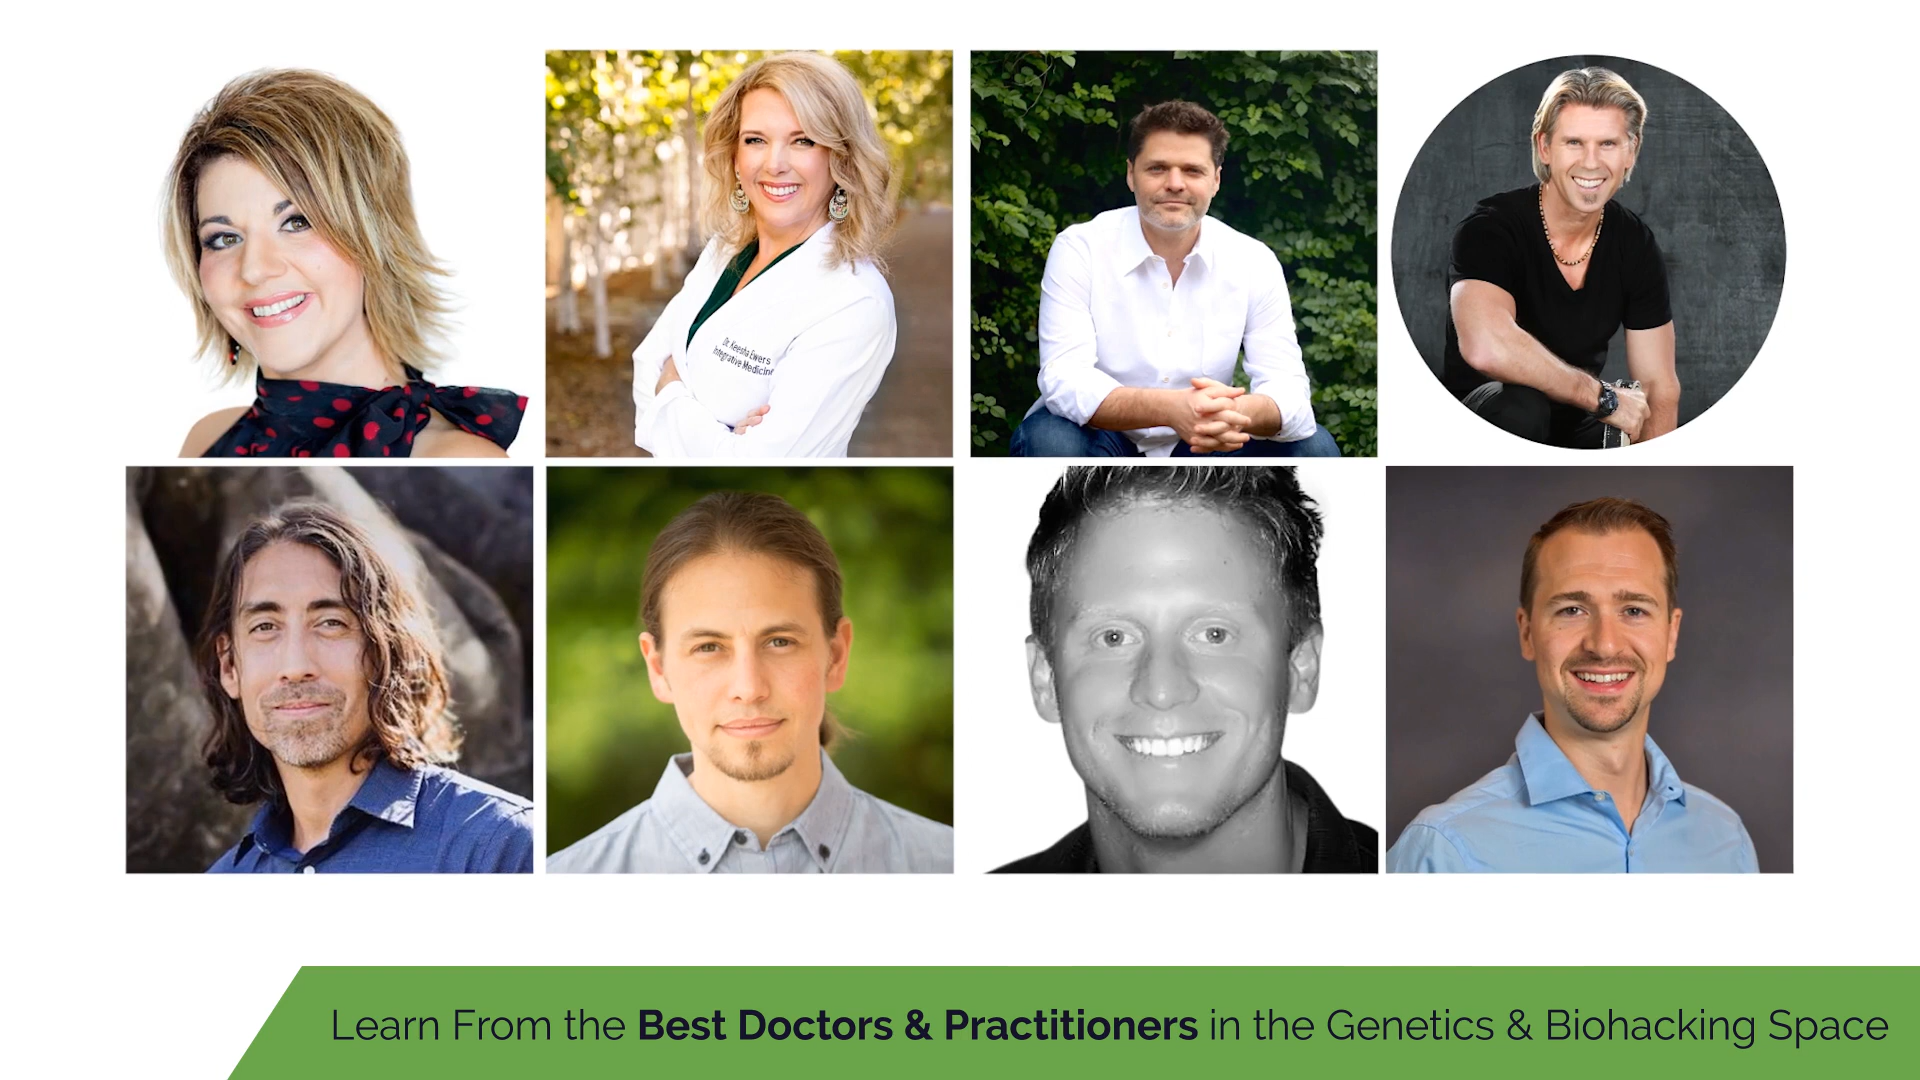 Dr. Keesha Ewers
Integrative Medicine
Learn From the Best Doctors & Practitioners in the Genetics & Biohacking Space